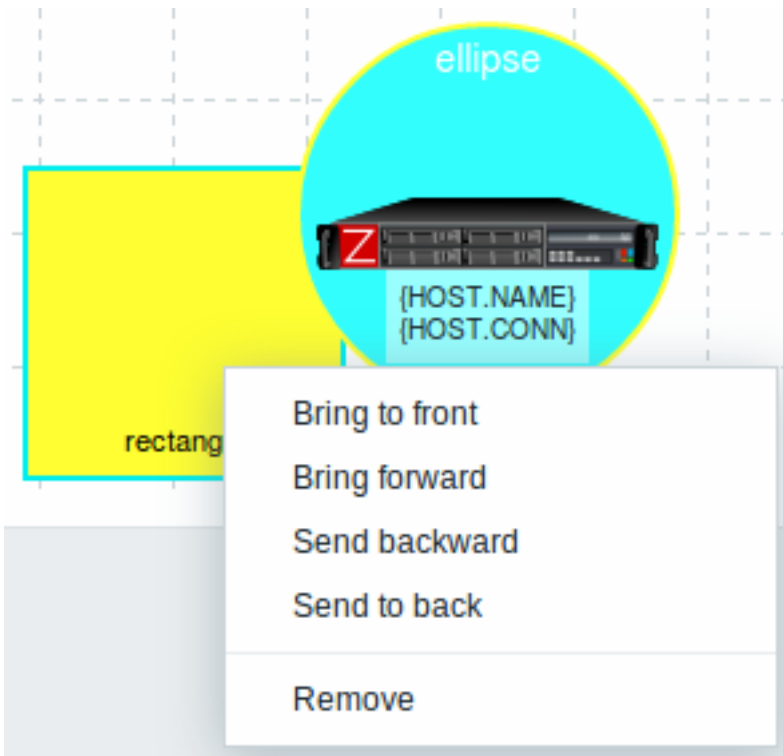 ellipse
Z
{HOST.NAME}
{HOST.CONN}
rectang
Bring to front
Bring forward
Send backward
Send to back
Remove